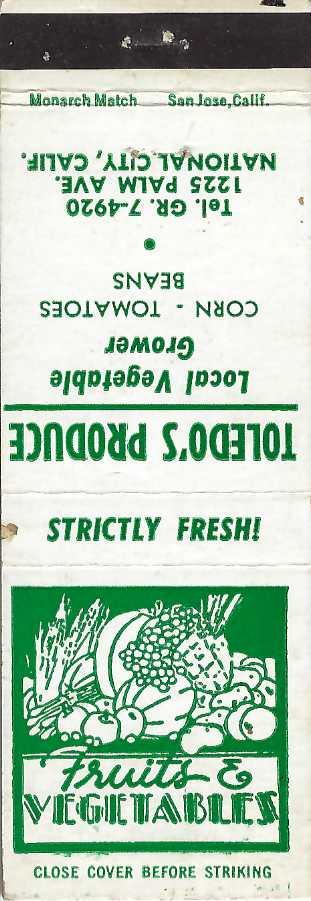 Monarch Match San Jose, Calif.
TOLEDO'S PRODUCE
Local Vegetable
Grower
CORN - TOMATOES
BEANS
•
Tel. GR. 7-4920
1225 PALM AVE.
NATIONAL CITY, CALIF.
STRICTLY FRESH!
Fruits &
VEGETABLES
CLOSE COVER BEFORE STRIKING